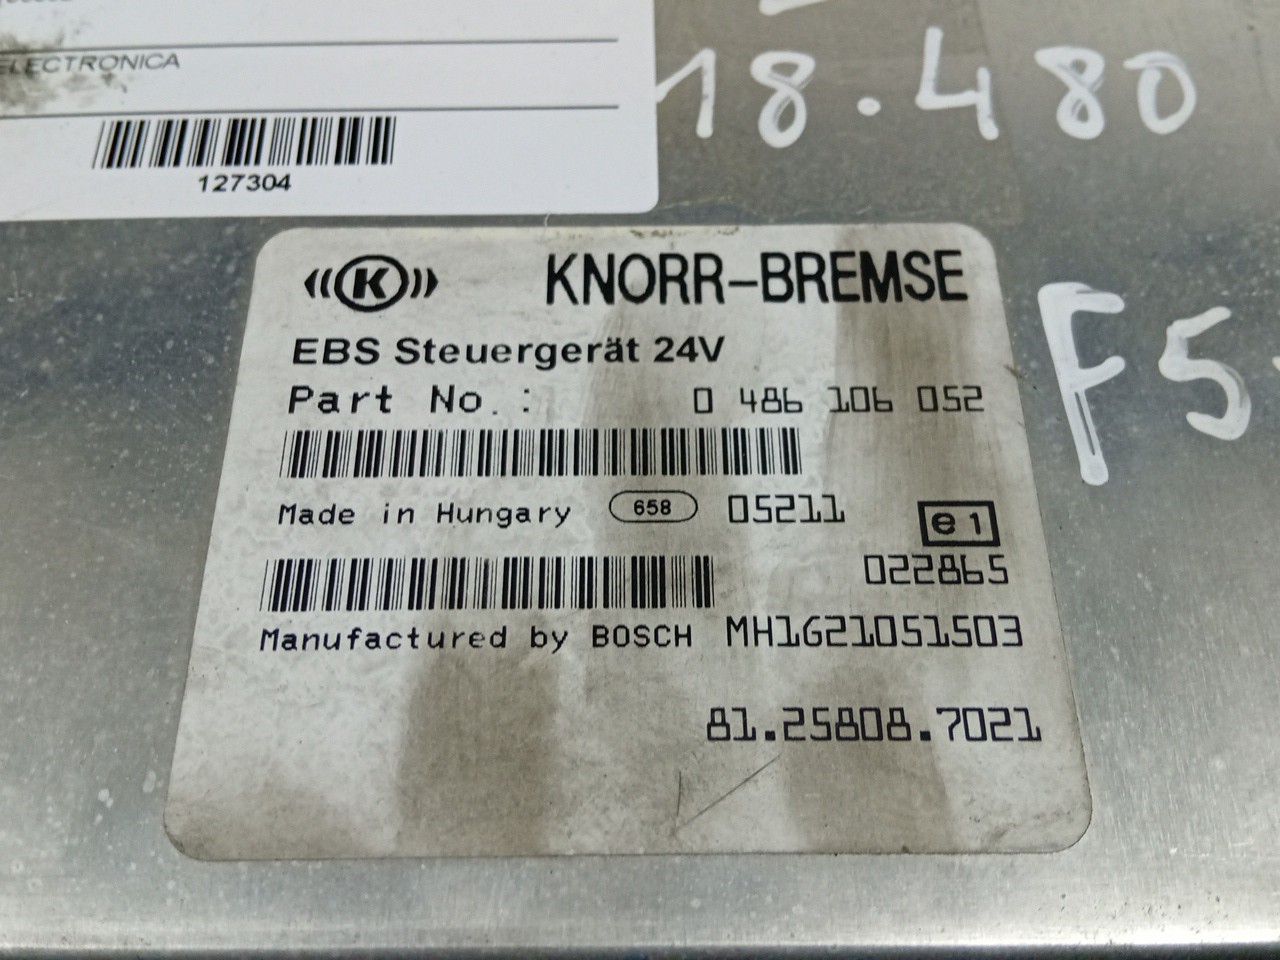 ELECTRONICA
127304
18.480
F5
K KNORR-BREMSE
EBS Steuergerät 24V
Part No.: 0 486 106 052
Made in Hungary 658 05211 e1
022865
Manufactured by BOSCH MH1G21051503
81.25808.7021